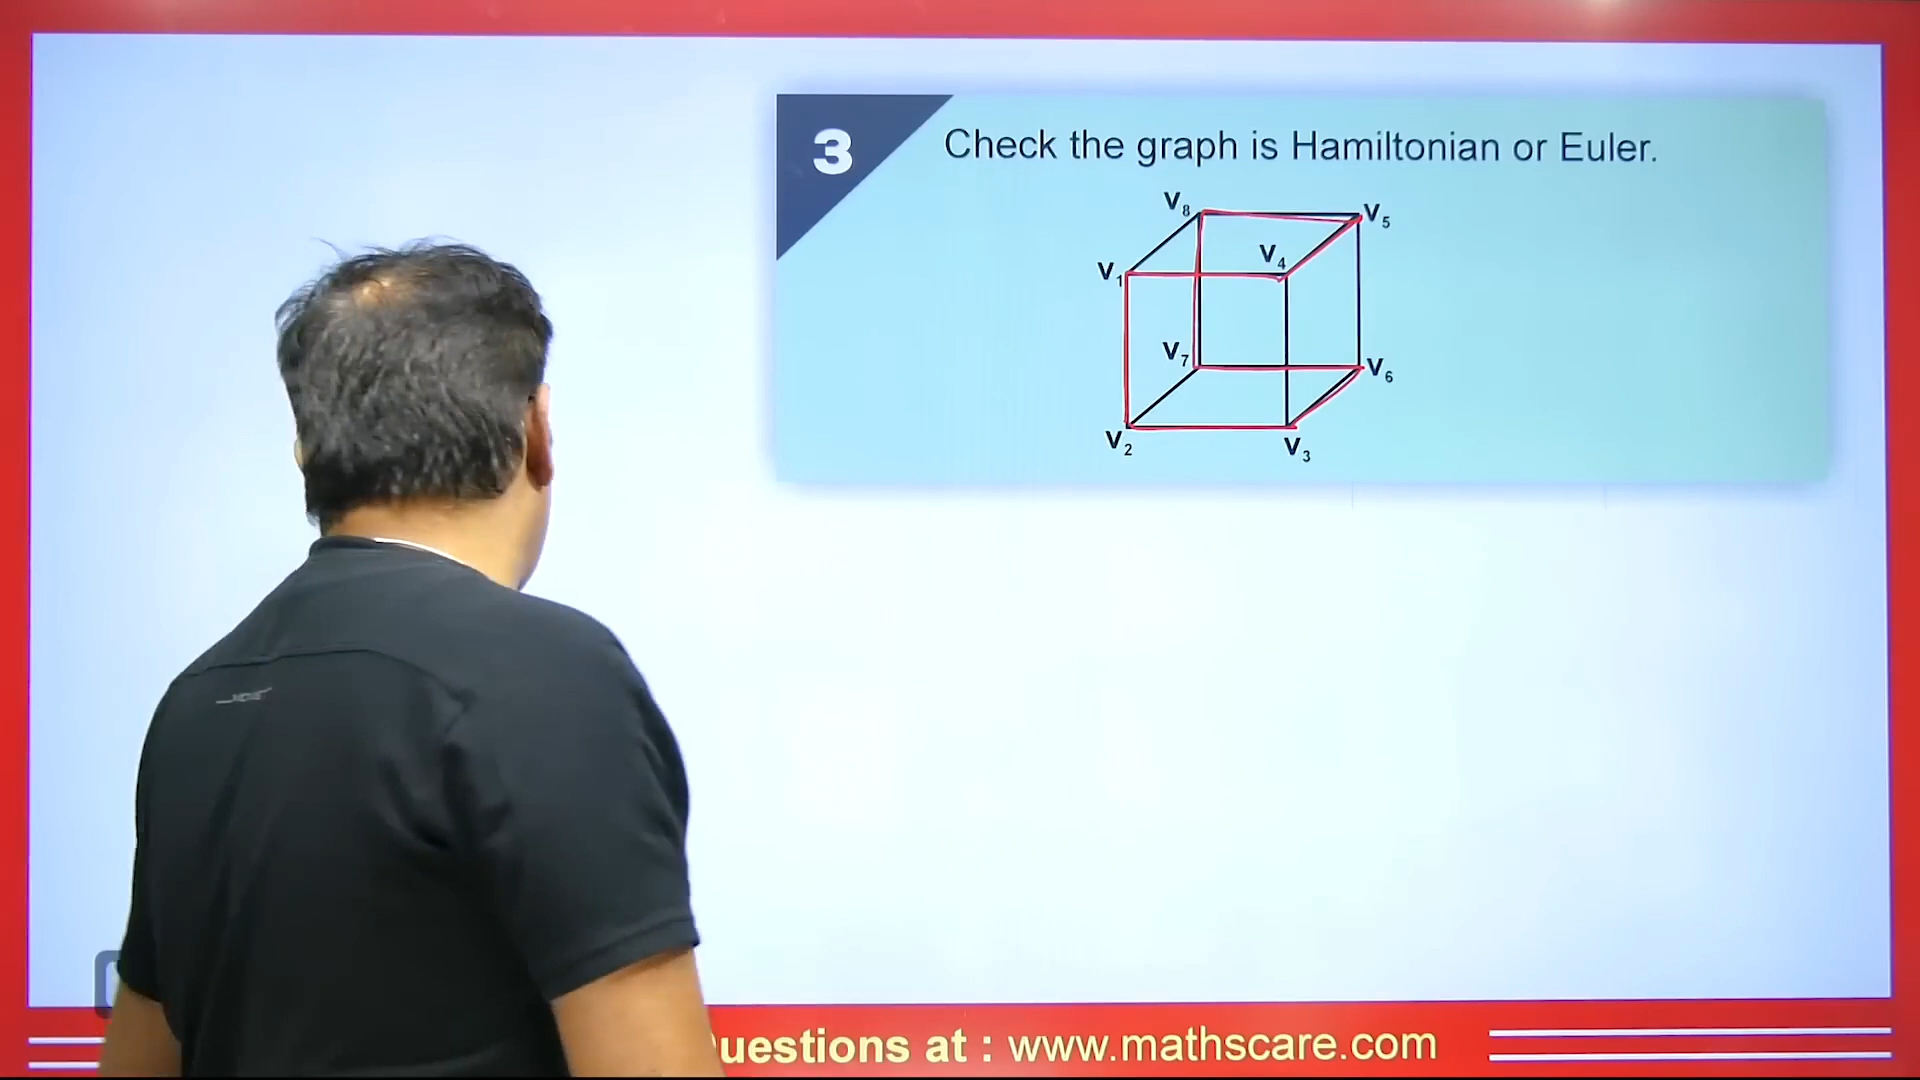 3
Check the graph is Hamiltonian or Euler.
V8
V5
V4
V1
V7
V6
V2
V3
at : www.mathscare.com